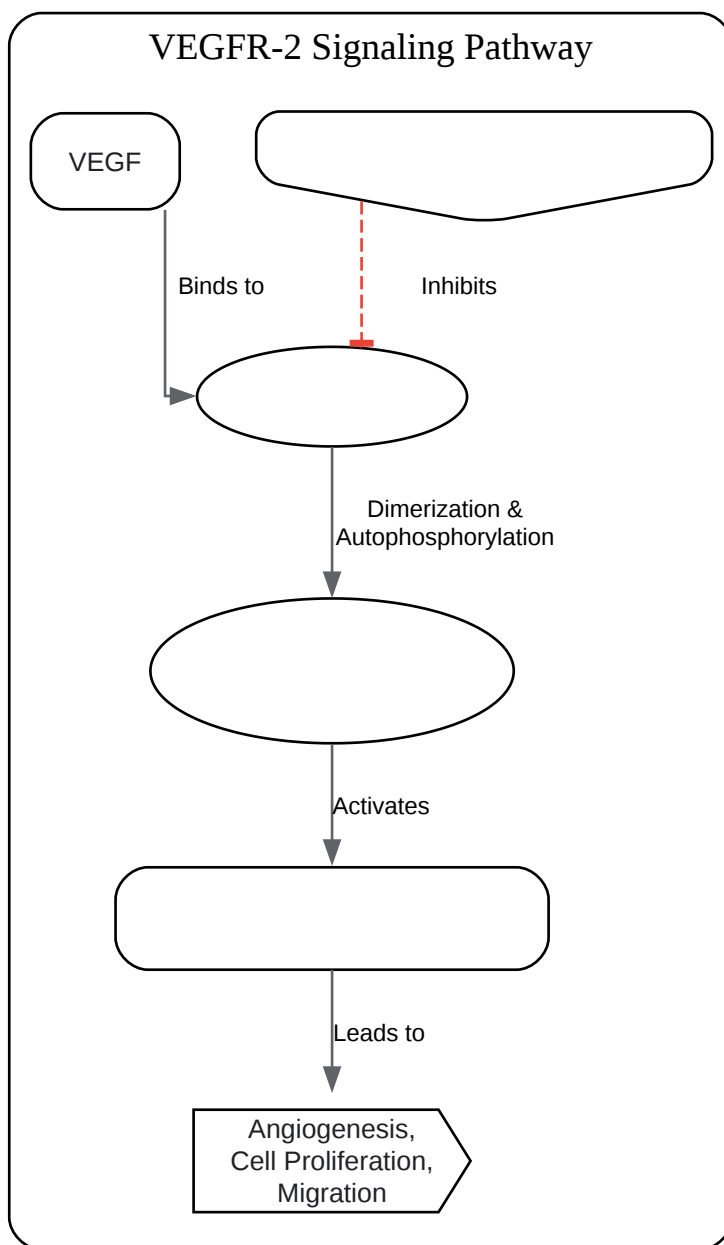 VEGFR-2 Signaling Pathway
VEGF
Binds to
Inhibits
Dimerization &
Autophosphorylation
Activates
Leads to
Angiogenesis,
Cell Proliferation,
Migration